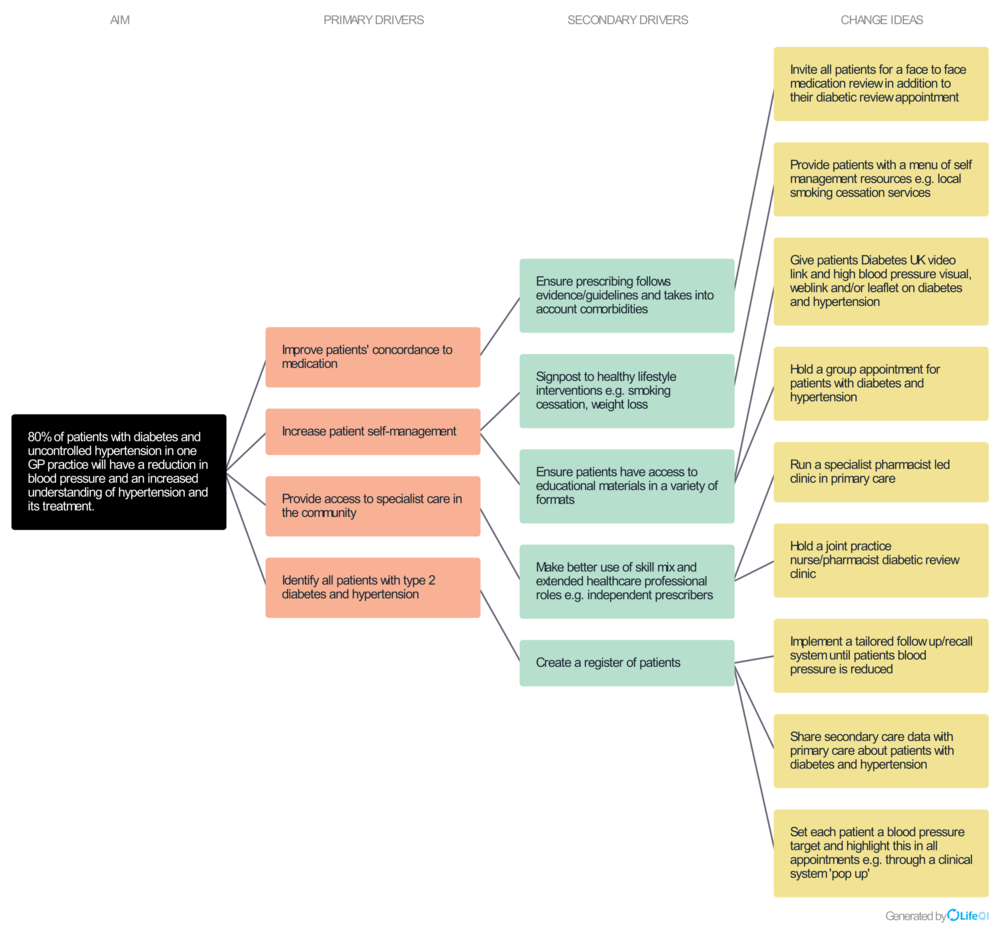 AIM
PRIMARY DRIVERS
SECONDARY DRIVERS
CHANGE IDEAS
80% of patients with diabetes and
uncontrolled hypertension in one
GP practice will have a reduction in
blood pressure and an increased
understanding of hypertension and
its treatment.
Improve patients' concordance to
medication
Increase patient self-management
Provide access to specialist care in
the community
Identify all patients with type 2
diabetes and hypertension
Ensure prescribing follows
evidence/guidelines and takes into
account comorbidities
Signpost to healthy lifestyle
interventions e.g. smoking
cessation, weight loss
Ensure patients have access to
educational materials in a variety of
formats
Make better use of skill mix and
extended healthcare professional
roles e.g. independent prescribers
Create a register of patients
Invite all patients for a face to face
medication review in addition to
their diabetic review appointment
Provide patients with a menu of self
management resources e.g. local
smoking cessation services
Give patients Diabetes UK video
link and high blood pressure visual,
weblink and/or leaflet on diabetes
and hypertension
Hold a group appointment for
patients with diabetes and
hypertension
Run a specialist pharmacist led
clinic in primary care
Hold a joint practice
nurse/pharmacist diabetic review
clinic
Implement a tailored follow up/recall
system until patients blood
pressure is reduced
Share secondary care data with
primary care about patients with
diabetes and hypertension
Set each patient a blood pressure
target and highlight this in all
appointments e.g. through a clinical
system 'pop up'
Generated by LifeQI